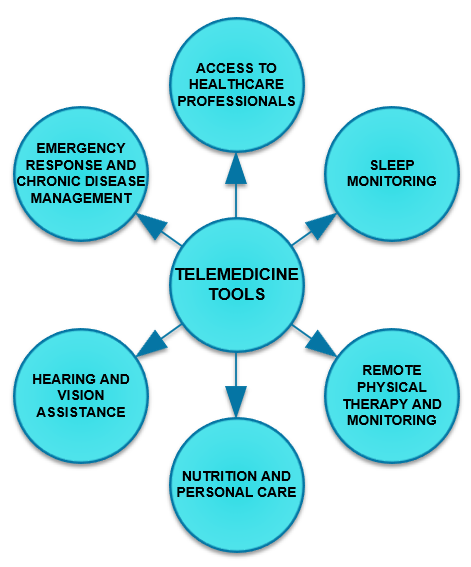 ACCESS TO
HEALTHCARE
PROFESSIONALS
EMERGENCY
RESPONSE AND
CHRONIC DISEASE
MANAGEMENT
SLEEP
MONITORING
TELEMEDICINE
TOOLS
HEARING AND
VISION
ASSISTANCE
REMOTE
PHYSICAL
THERAPY AND
MONITORING
NUTRITION AND
PERSONAL CARE